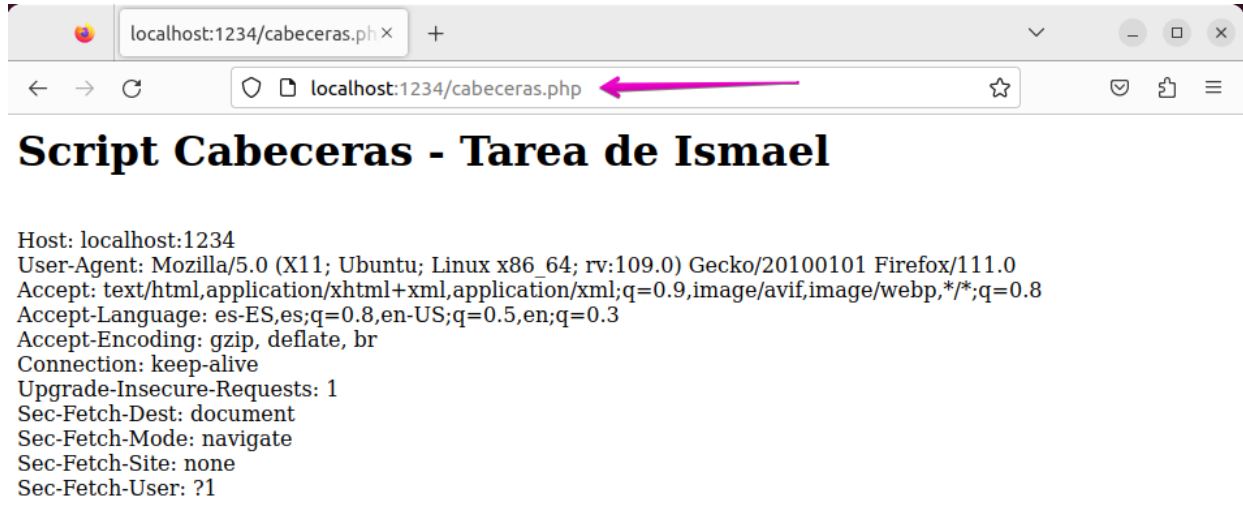 localhost:1234/cabeceras.ph
localhost:1234/cabeceras.php
Script Cabeceras - Tarea de Ismael
Host: localhost:1234
User-Agent: Mozilla/5.0 (X11; Ubuntu; Linux x86_64; rv:109.0) Gecko/20100101 Firefox/111.0
Accept: text/html,application/xhtml+xml,application/xml;q=0.9,image/avif,image/webp,*/*;q=0.8
Accept-Language: es-ES,es;q=0.8,en-US;q=0.5,en;q=0.3
Accept-Encoding: gzip, deflate, br
Connection: keep-alive
Upgrade-Insecure-Requests: 1
Sec-Fetch-Dest: document
Sec-Fetch-Mode: navigate
Sec-Fetch-Site: none
Sec-Fetch-User: ?1